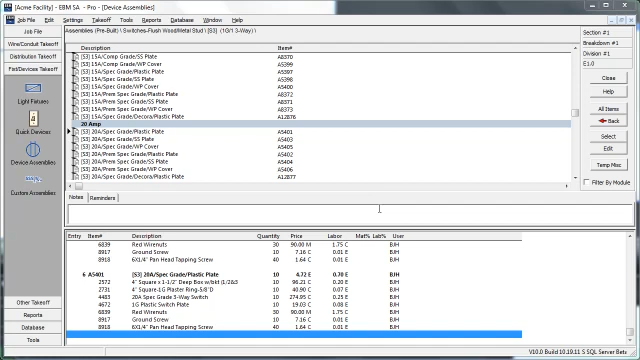 [Acme Facility] - EBM SA - Pro - [Device Assemblies]
Job File Edit Settings Takeoff Tools Reports Database Window Help
Job File
Wire/Conduit Takeoff
Distribution Takeoff
Fixt/Devices Takeoff
Light Fixtures
Quick Devices
Device Assemblies
Custom Assemblies
Other Takeoff
Reports
Database
Tools
Assemblies (Pre-Built) \ Switches-Flush Wood/Metal Stud \ [S3] (1G/1 3-Way) \
Description Item#
[S3] 15A/Comp Grade/SS Plate A8370
[S3] 15A/Comp Grade/WP Cover A5399
[S3] 15A/Spec Grade/Plastic Plate A5397
[S3] 15A/Spec Grade/SS Plate A5398
[S3] 15A/Spec Grade/WP Cover A5400
[S3] 15A/Prem Spec Grade/Plastic Plate A8372
[S3] 15A/Prem Spec Grade/SS Plate A8371
[S3] 15A/Prem Spec Grade/WP Cover A8373
[S3] 15A/Spec Grade/Decora/Plastic Plate A12876
20 Amp
[S3] 20A/Spec Grade/Plastic Plate A5401
[S3] 20A/Spec Grade/SS Plate A5403
[S3] 20A/Spec Grade/WP Cover A5405
[S3] 20A/Prem Spec Grade/Plastic Plate A5402
[S3] 20A/Prem Spec Grade/SS Plate A5404
[S3] 20A/Prem Spec Grade/WP Cover A5406
[S3] 20A/Spec Grade/Decora/Plastic Plate A12877
Section #1
Breakdown #1
Division #1
E1.0
Close
Help
All Items
Back
Select
Edit
Temp Misc
Filter By Module
Notes Reminders
Entry Item# Description Quantity Price Labor Mat% Lab% User
6839 Red Wirenuts 30 90.00 M 1.75 C BJH
8917 Ground Screw 10 7.16 C 0.01 E BJH
8918 6X1/4" Pan Head Tapping Screw 40 1.64 C 0.01 E BJH
6 A5401 [S3] 20A/Spec Grade/Plastic Plate 10 4.72 E 0.70 E BJH
2572 4" Square x 1-1/2" Deep Box w/bkt (1/2&3 10 96.21 C 0.20 E BJH
2731 4" Square-1G Plaster Ring-5/8"D 10 40.90 C 0.10 E BJH
4483 20A Spec Grade 3-Way Switch 10 274.95 C 0.25 E BJH
4672 1G Plastic Switch Plate 10 19.03 C 0.08 E BJH
6839 Red Wirenuts 30 90.00 M 1.75 C BJH
8917 Ground Screw 10 7.16 C 0.01 E BJH
8918 6X1/4" Pan Head Tapping Screw 40 1.64 C 0.01 E BJH
V10.0 Build 10.19.11 S SQL Server Beta